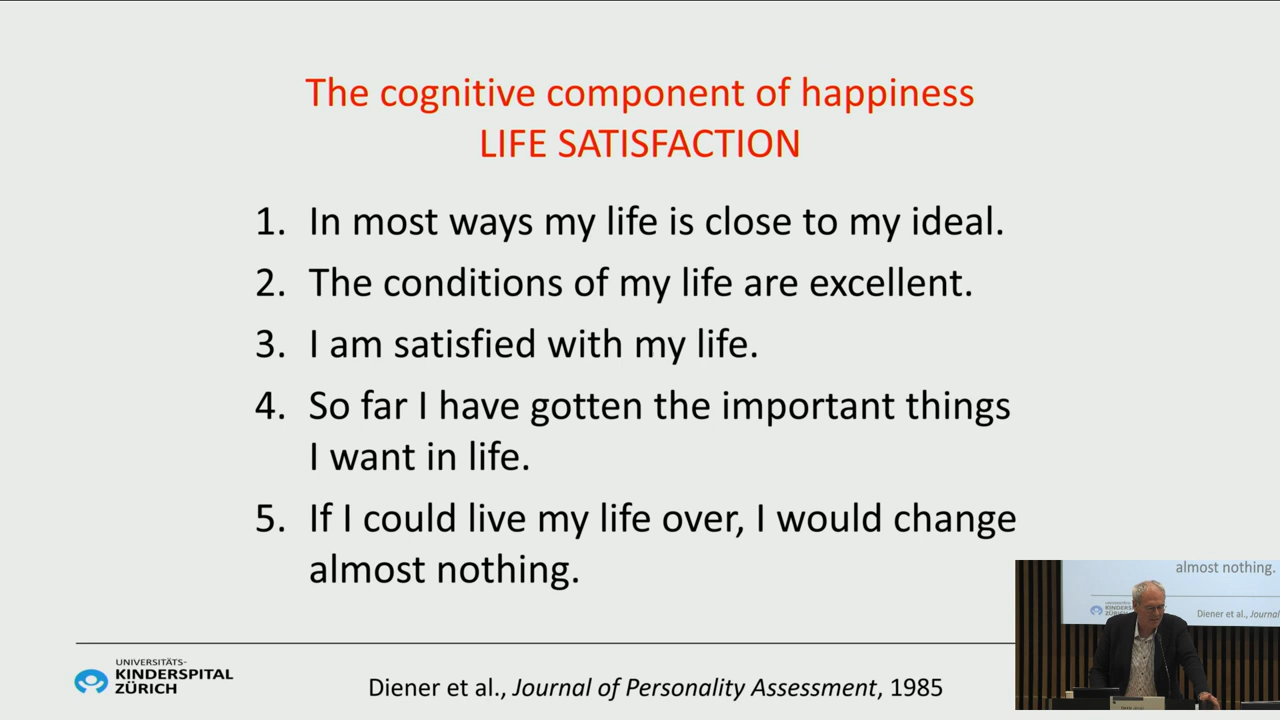 The cognitive component of happiness
LIFE SATISFACTION
1. In most ways my life is close to my ideal.
2. The conditions of my life are excellent.
3. I am satisfied with my life.
4. So far I have gotten the important things
I want in life.
5. If I could live my life over, I would change
almost nothing.
UNIVERSITÄTS-
KINDERSPITAL
ZÜRICH
Diener et al., Journal of Personality Assessment, 1985
almost nothing.
Diener et al., Journal